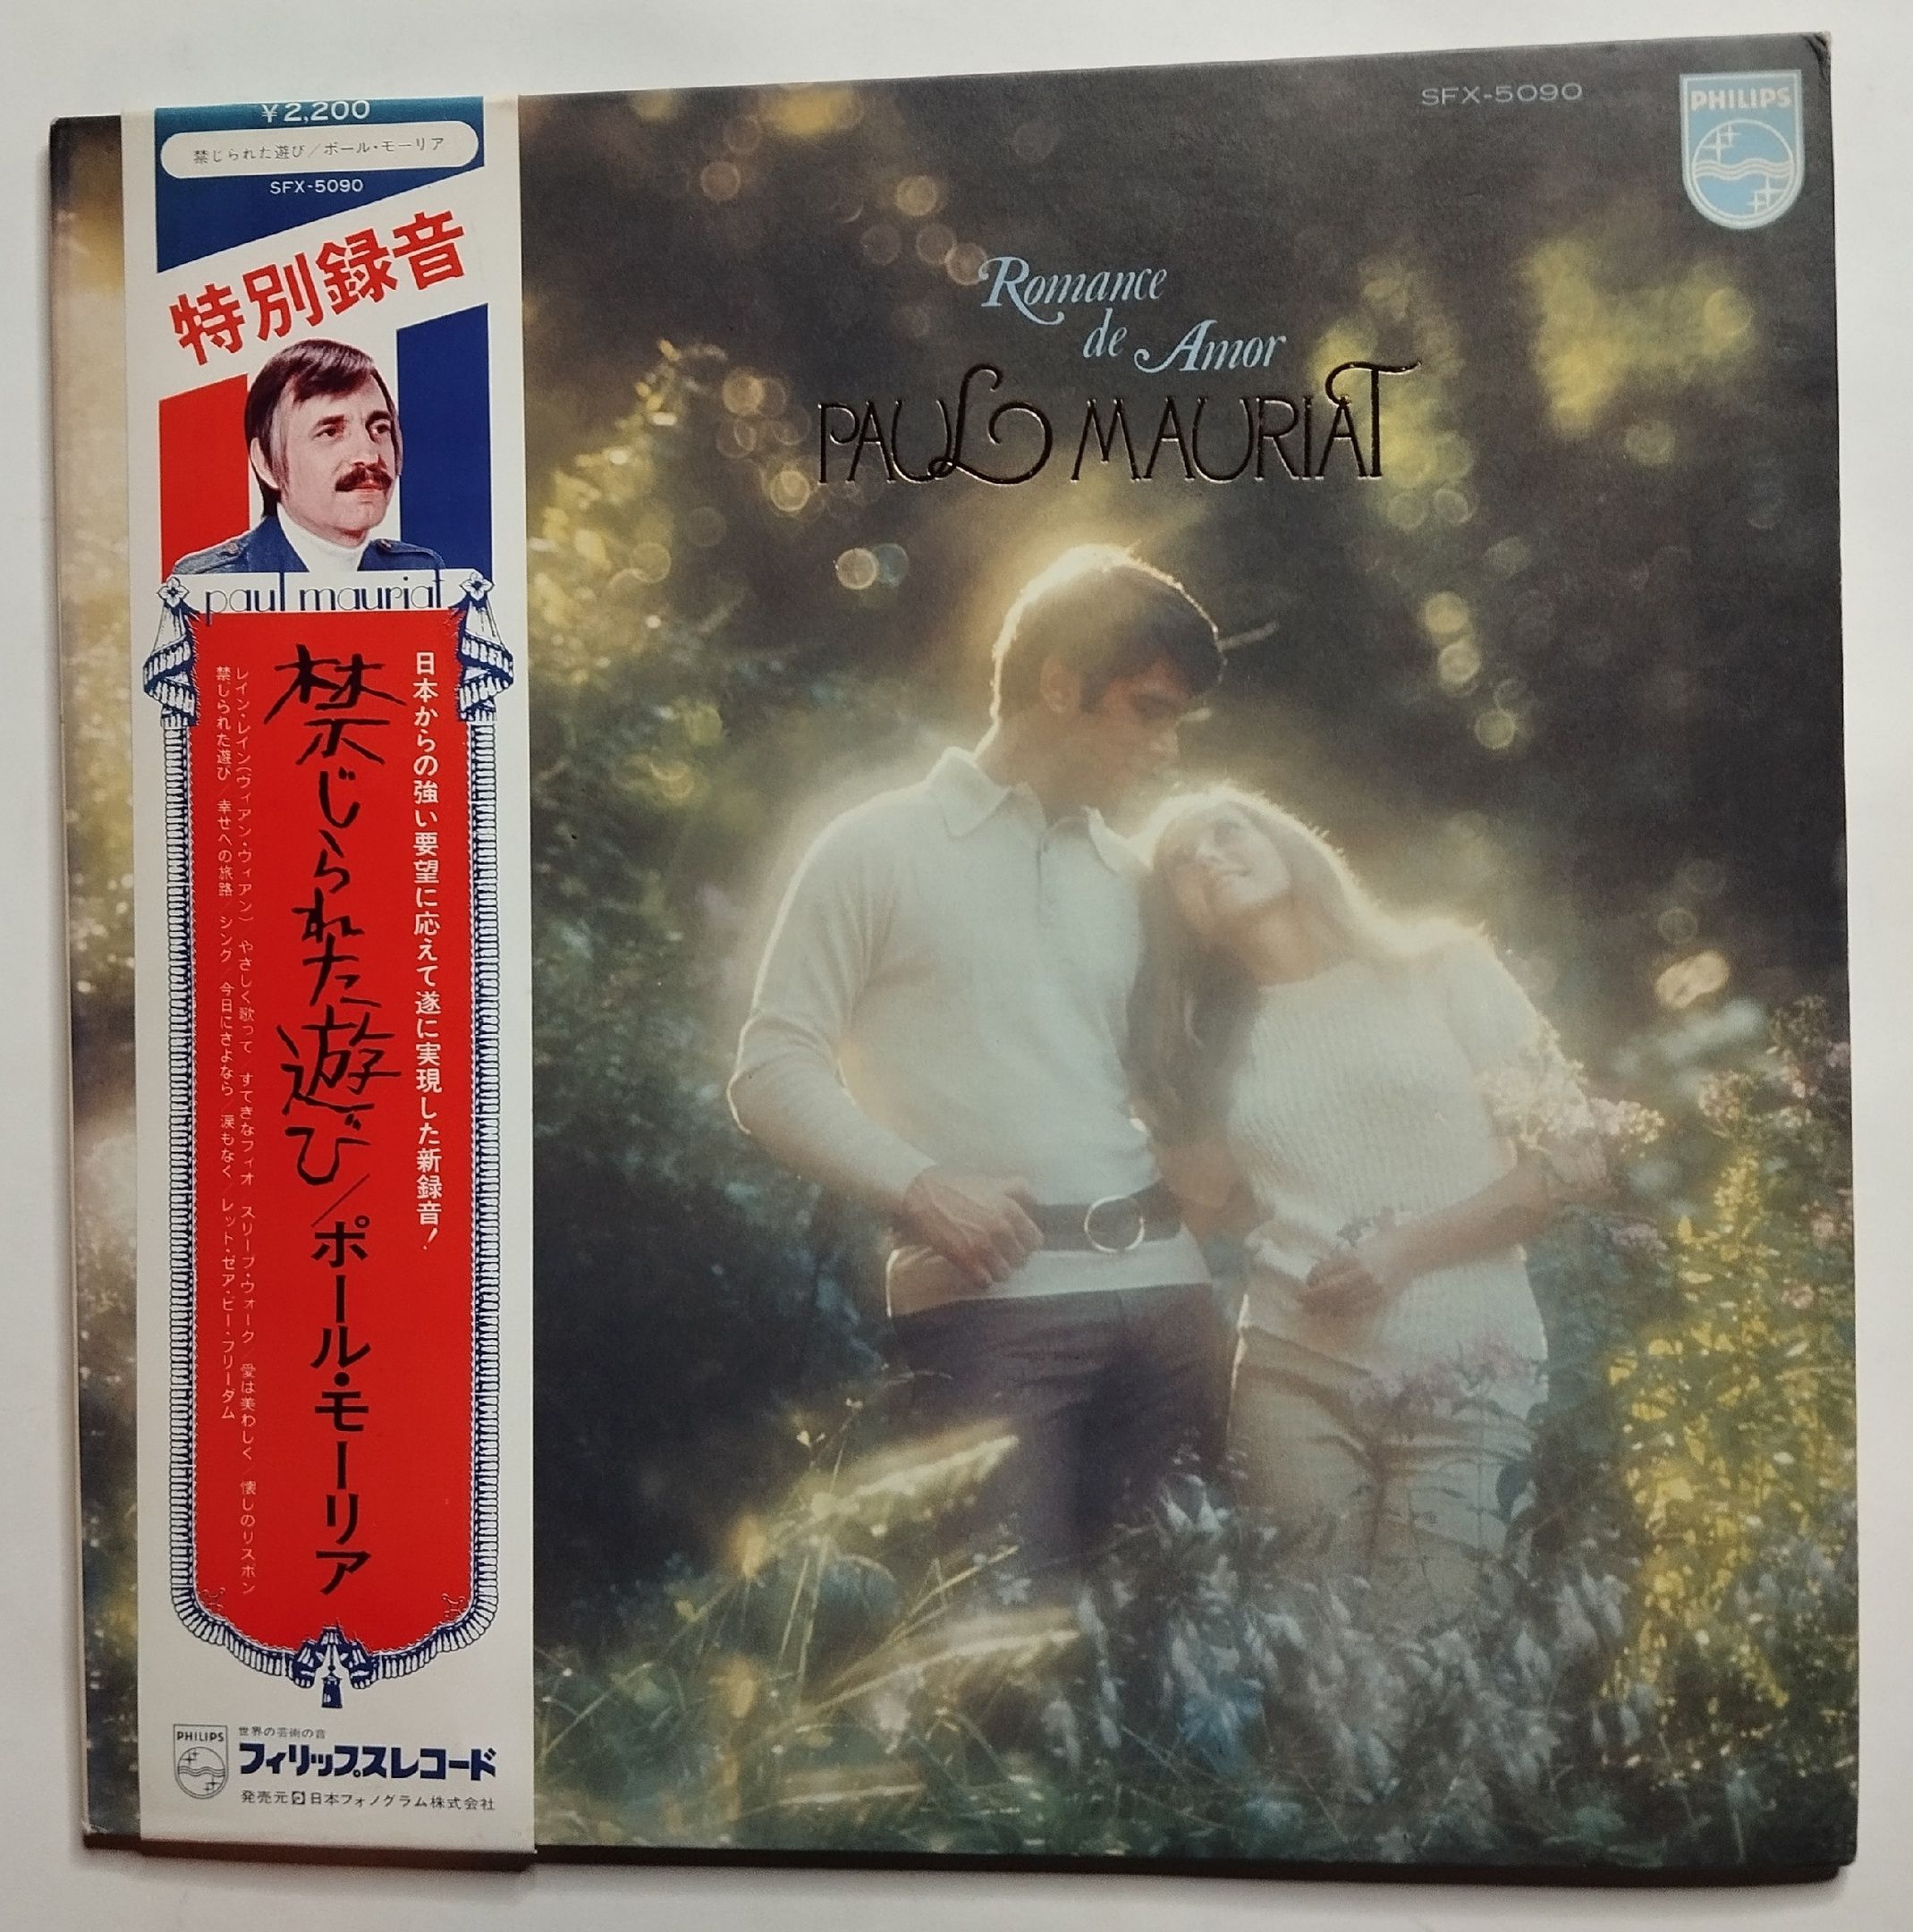 ¥2,200
禁じられた遊び／ポール・モーリア
SFX-5090
特別録音
paul mauriat
日本からの強い要望に応えて遂に実現した新録音！
禁じられた遊び／ポール・モーリア
レイン・レイン(ヴィアン・ヴィアン) やさしく歌って すてきなフィオ スリープ・ウォーク 愛は美わしく 懐しのリスボン
禁じられた遊び 幸せへの旅路 シング 今日にさよなら 涙もなく レット・ゼア・ビー・フリーダム
PHILIPS
世界の芸術の音
フィリップスレコード
発売元 日本フォノグラム株式会社
SFX-5090
PHILIPS
Romance
de Amor
PAUL MAURIAT